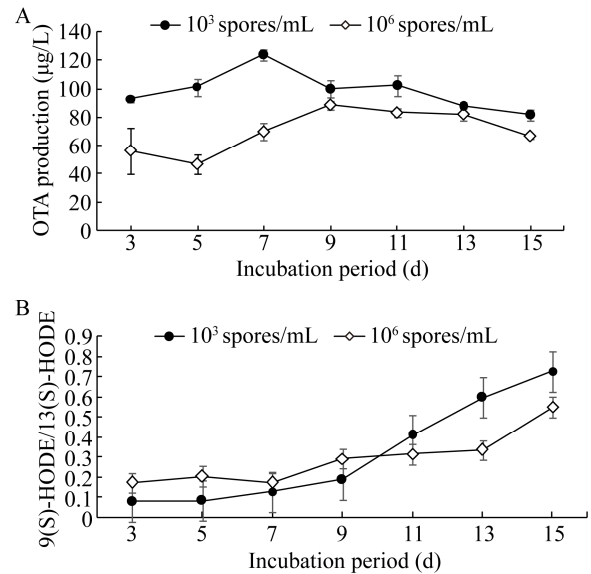 A
10³ spores/mL 10⁶ spores/mL
OTA production (μg/L)
140
120
100
80
60
40
20
0
3 5 7 9 11 13 15
Incubation period (d)
B
10³ spores/mL 10⁶ spores/mL
9(S)-HODE/13(S)-HODE
0.9
0.8
0.7
0.6
0.5
0.4
0.3
0.2
0.1
0
3 5 7 9 11 13 15
Incubation period (d)